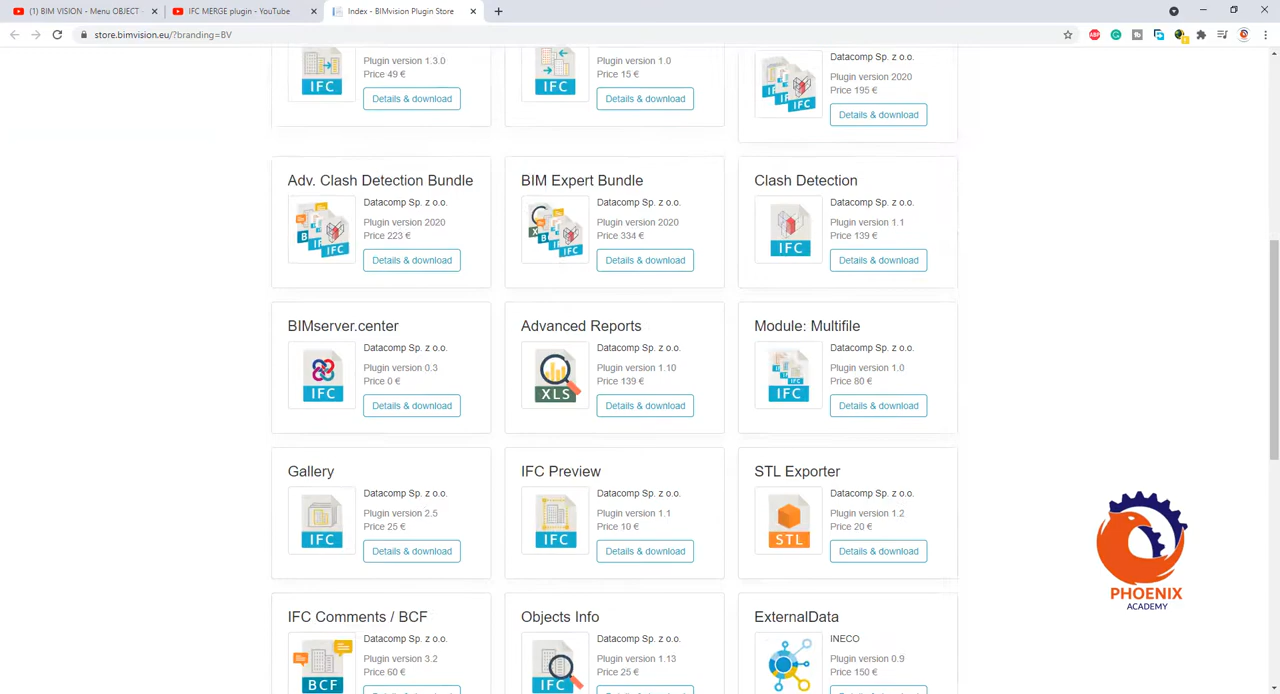 (1) BIM VISION - Menu OBJECT -
IFC MERGE plugin - YouTube
Index - BIMvision Plugin Store
store.bimvision.eu/?branding=BV
Plugin version 1.3.0
Price 49 €
Details & download
IFC
Plugin version 1.0
Price 15 €
Details & download
IFC
Datacomp Sp. z o.o.
Plugin version 2020
Price 195 €
Details & download
IFC
Adv. Clash Detection Bundle
Datacomp Sp. z o.o.
Plugin version 2020
Price 223 €
Details & download
IFC
BIM Expert Bundle
Datacomp Sp. z o.o.
Plugin version 2020
Price 334 €
Details & download
IFC
Clash Detection
Datacomp Sp. z o.o.
Plugin version 1.1
Price 139 €
Details & download
IFC
BIMserver.center
Datacomp Sp. z o.o.
Plugin version 0.3
Price 0 €
Details & download
IFC
Advanced Reports
Datacomp Sp. z o.o.
Plugin version 1.10
Price 139 €
Details & download
XLS
Module: Multifile
Datacomp Sp. z o.o.
Plugin version 1.0
Price 80 €
Details & download
IFC
Gallery
Datacomp Sp. z o.o.
Plugin version 2.5
Price 25 €
Details & download
IFC
IFC Preview
Datacomp Sp. z o.o.
Plugin version 1.1
Price 10 €
Details & download
IFC
STL Exporter
Datacomp Sp. z o.o.
Plugin version 1.2
Price 20 €
Details & download
STL
IFC Comments / BCF
Datacomp Sp. z o.o.
Plugin version 3.2
Price 60 €
BCF
Objects Info
Datacomp Sp. z o.o.
Plugin version 1.13
Price 25 €
IFC
ExternalData
INECO
Plugin version 0.9
Price 150 €
PHOENIX
ACADEMY